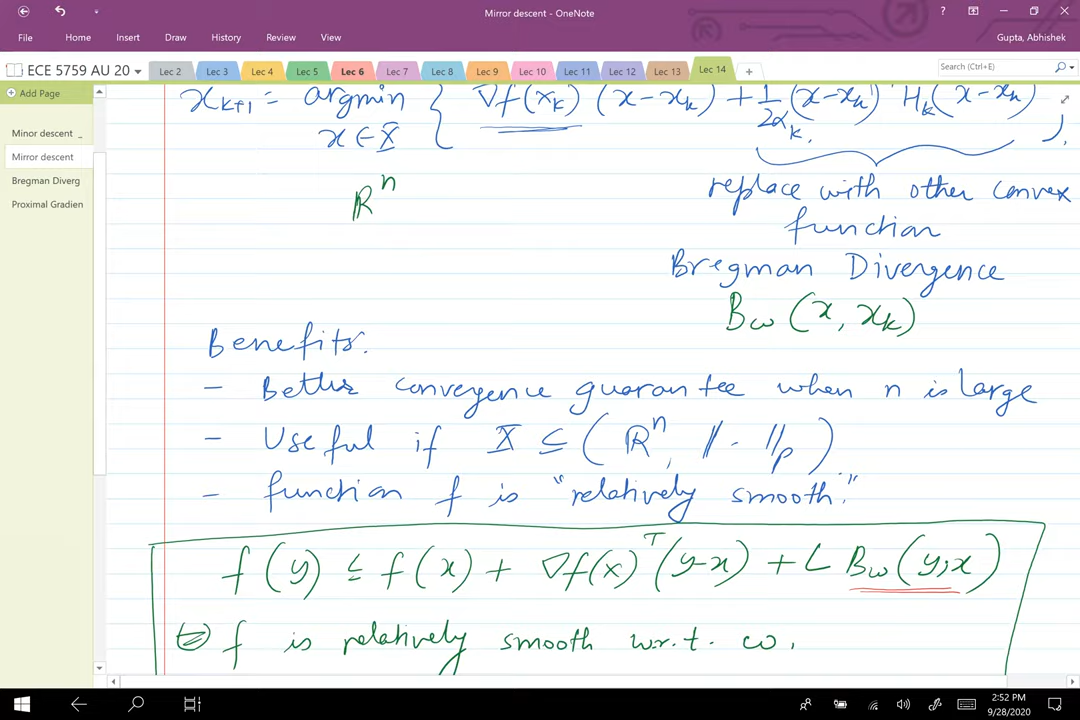 Mirror descent - OneNote
Gupta, Abhishek
File Home Insert Draw History Review View
ECE 5759 AU 20
Lec 2 Lec 3 Lec 4 Lec 5 Lec 6 Lec 7 Lec 8 Lec 9 Lec 10 Lec 11 Lec 12 Lec 13 Lec 14
Search (Ctrl+E)
Add Page
Minor descent
Mirror descent
Bregman Diverg
Proximal Gradien
x_{k+1} = argmin { ∇f(x_k) (x-x_k) + 1/2α_k (x-x_k) H_k (x-x_k)
x ∈ X
ℝ^n
replace with other convex
function
Bregman Divergence
B_ω (x, x_k)
Benefits.
- Better convergence guarantee when n is large
- Useful if X ⊆ (ℝ^n, ‖·‖_p)
- function f is "relatively smooth."
f(y) ≤ f(x) + ∇f(x)^T (y-x) + L B_ω (y,x)
f is relatively smooth w.r.t. ω.
2:52 PM
9/28/2020